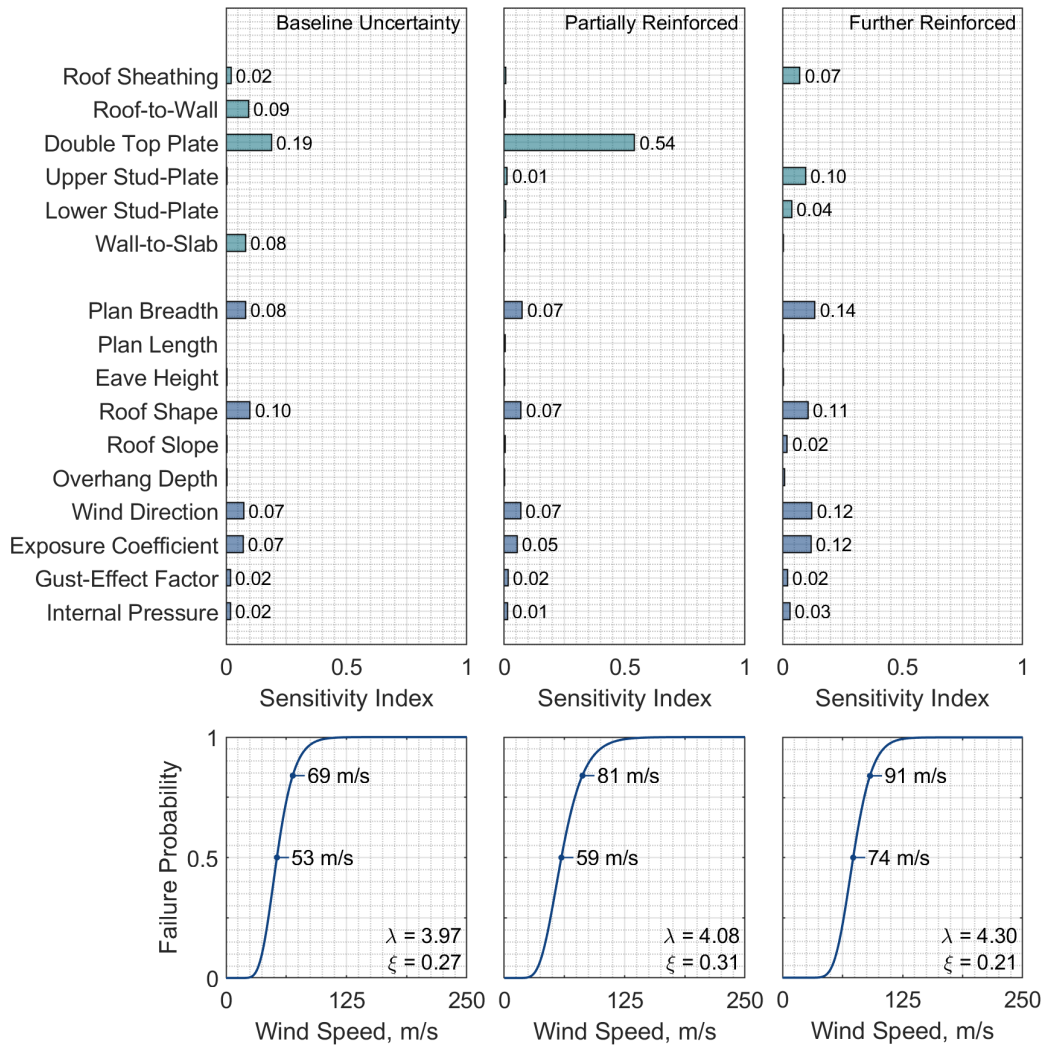 Baseline Uncertainty Partially Reinforced Further Reinforced
Roof Sheathing 0.02 0.07
Roof-to-Wall 0.09
Double Top Plate 0.19 0.54
Upper Stud-Plate 0.01 0.10
Lower Stud-Plate 0.04
Wall-to-Slab 0.08
Plan Breadth 0.08 0.07 0.14
Plan Length
Eave Height
Roof Shape 0.10 0.07 0.11
Roof Slope 0.02
Overhang Depth
Wind Direction 0.07 0.07 0.12
Exposure Coefficient 0.07 0.05 0.12
Gust-Effect Factor 0.02 0.02 0.02
Internal Pressure 0.02 0.01 0.03
0 0.5 1 0 0.5 1 0 0.5 1
Sensitivity Index Sensitivity Index Sensitivity Index
Failure Probability
1
69 m/s 81 m/s 91 m/s
0.5 53 m/s 59 m/s 74 m/s
λ = 3.97 λ = 4.08 λ = 4.30
ξ = 0.27 ξ = 0.31 ξ = 0.21
0
0 125 250 0 125 250 0 125 250
Wind Speed, m/s Wind Speed, m/s Wind Speed, m/s